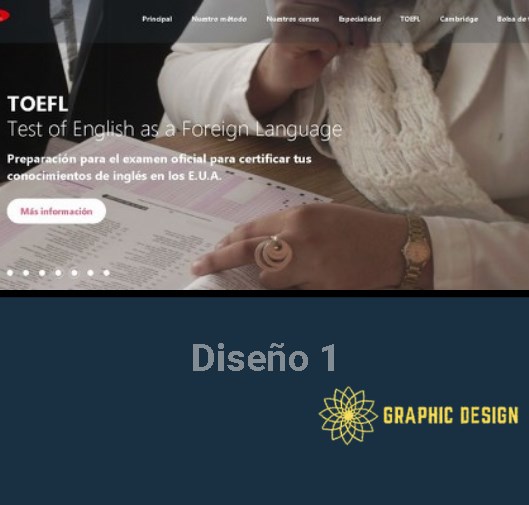 Principal Nuestro método Nuestros cursos Especialidad TOEFL Cambridge Bolsa de
TOEFL
Test of English as a Foreign Language
Preparación para el examen oficial para certificar tus
conocimientos de inglés en los E.U.A.
Más información
Diseño 1
GRAPHIC DESIGN